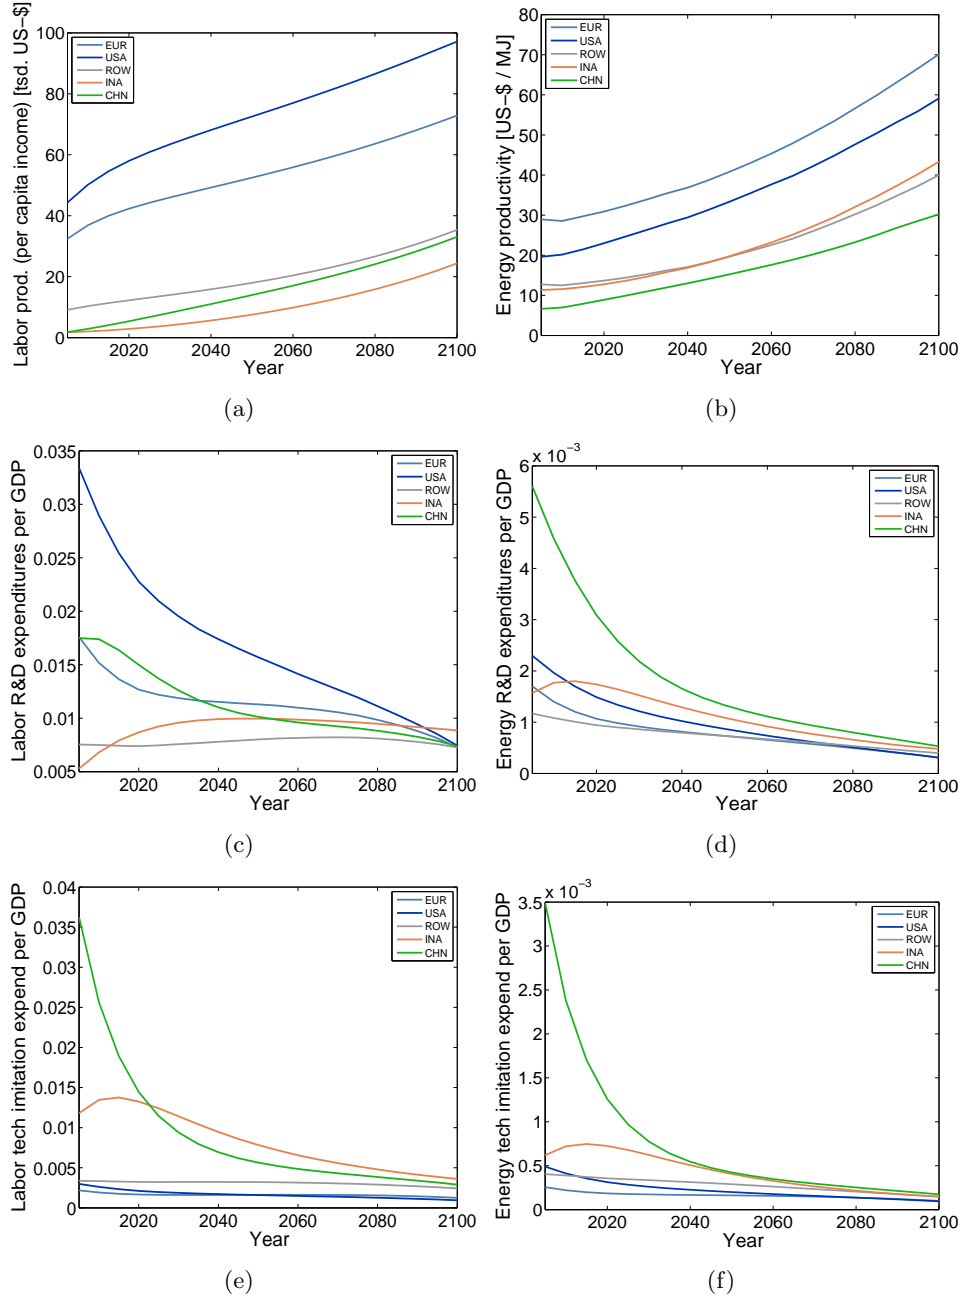 Labor prod. (per capita income) [tsd. US-$]
100
80
60
40
20
0
EUR
USA
ROW
INA
CHN
2020 2040 2060 2080 2100
Year
(a)
Energy productivity [US-$ / MJ]
80
70
60
50
40
30
20
10
0
EUR
USA
ROW
INA
CHN
2020 2040 2060 2080 2100
Year
(b)
Labor R&D expenditures per GDP
0.035
0.03
0.025
0.02
0.015
0.01
0.005
EUR
USA
ROW
INA
CHN
2020 2040 2060 2080 2100
Year
(c)
Energy R&D expenditures per GDP
x 10⁻³
6
5
4
3
2
1
0
EUR
USA
ROW
INA
CHN
2020 2040 2060 2080 2100
Year
(d)
Labor tech imitation expend per GDP
0.04
0.035
0.03
0.025
0.02
0.015
0.01
0.005
0
EUR
USA
ROW
INA
CHN
2020 2040 2060 2080 2100
Year
(e)
Energy tech imitation expend per GDP
x 10⁻³
3.5
3
2.5
2
1.5
1
0.5
0
EUR
USA
ROW
INA
CHN
2020 2040 2060 2080 2100
Year
(f)